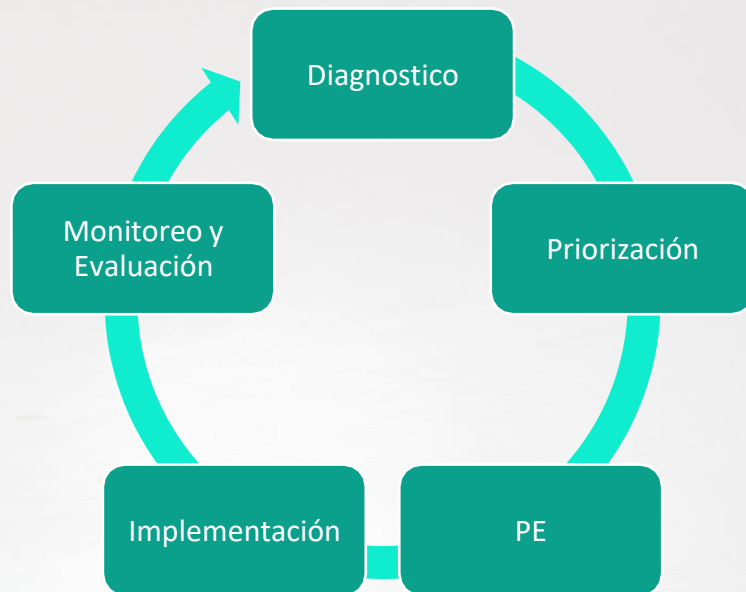 Diagnostico
Priorización
PE
Implementación
Monitoreo y
Evaluación